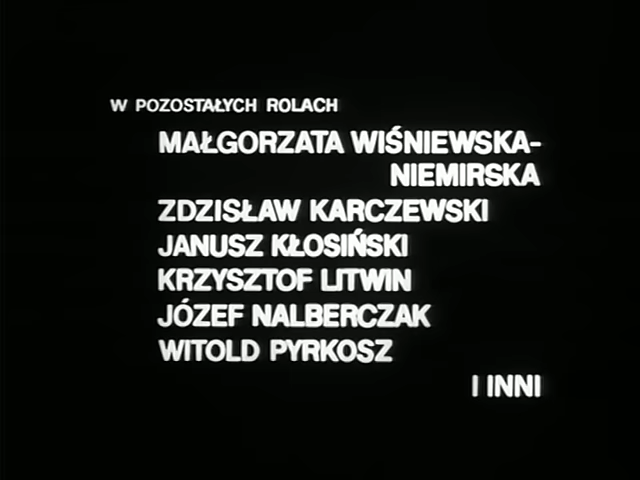 W POZOSTAŁYCH ROLACH
MAŁGORZATA WIŚNIEWSKA-
NIEMIRSKA
ZDZISŁAW KARCZEWSKI
JANUSZ KŁOSIŃSKI
KRZYSZTOF LITWIN
JÓZEF NALBERCZAK
WITOLD PYRKOSZ
I INNI